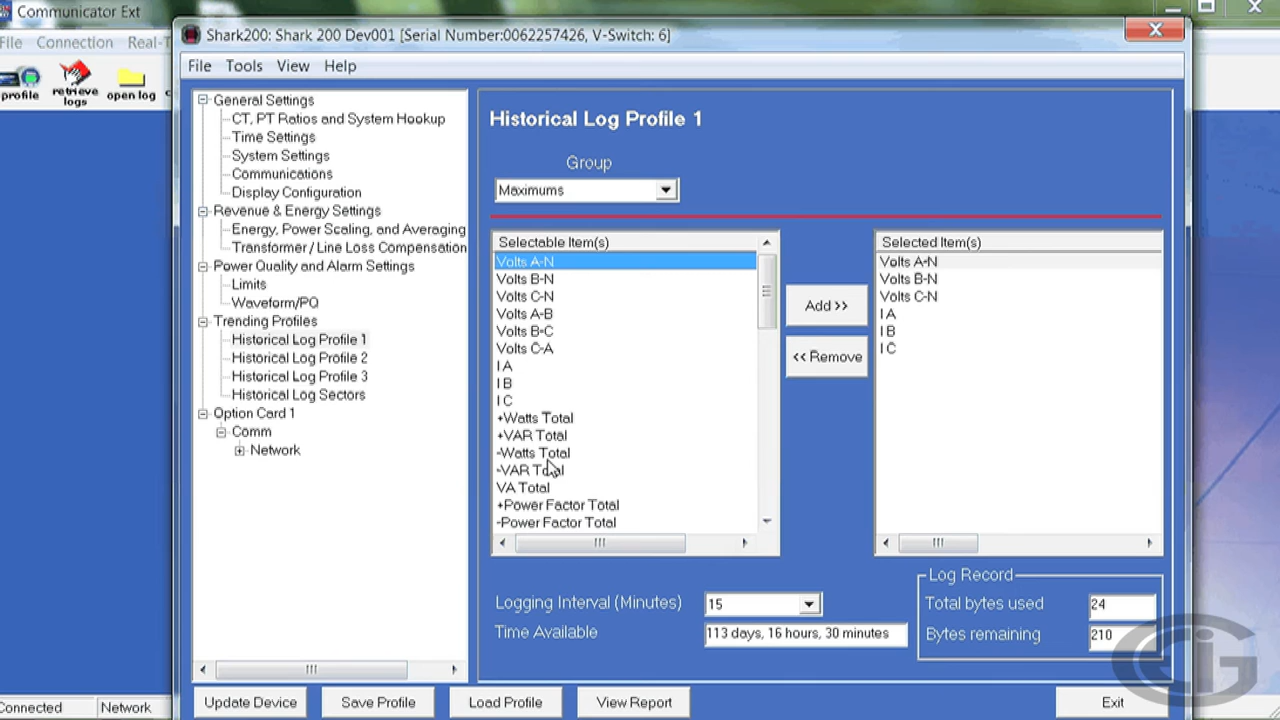 Communicator Ext
File Connection Real-T
profile
retrieve logs
open log
Shark200: Shark 200 Dev001 [Serial Number:0062257426, V-Switch: 6]
File Tools View Help
General Settings
CT, PT Ratios and System Hookup
Time Settings
System Settings
Communications
Display Configuration
Revenue & Energy Settings
Energy, Power Scaling, and Averaging
Transformer / Line Loss Compensation
Power Quality and Alarm Settings
Limits
Waveform/PQ
Trending Profiles
Historical Log Profile 1
Historical Log Profile 2
Historical Log Profile 3
Historical Log Sectors
Option Card 1
Comm
Network
Historical Log Profile 1
Group
Maximums
Selectable Item(s)
Volts A-N
Volts B-N
Volts C-N
Volts A-B
Volts B-C
Volts C-A
I A
I B
I C
+Watts Total
+VAR Total
-Watts Total
-VAR Total
VA Total
+Power Factor Total
-Power Factor Total
Add >>
<< Remove
Selected Item(s)
Volts A-N
Volts B-N
Volts C-N
I A
I B
I C
Logging Interval (Minutes) 15
Time Available 113 days, 16 hours, 30 minutes
Log Record
Total bytes used 24
Bytes remaining 210
Update Device
Save Profile
Load Profile
View Report
Exit
Connected
Network
EIG